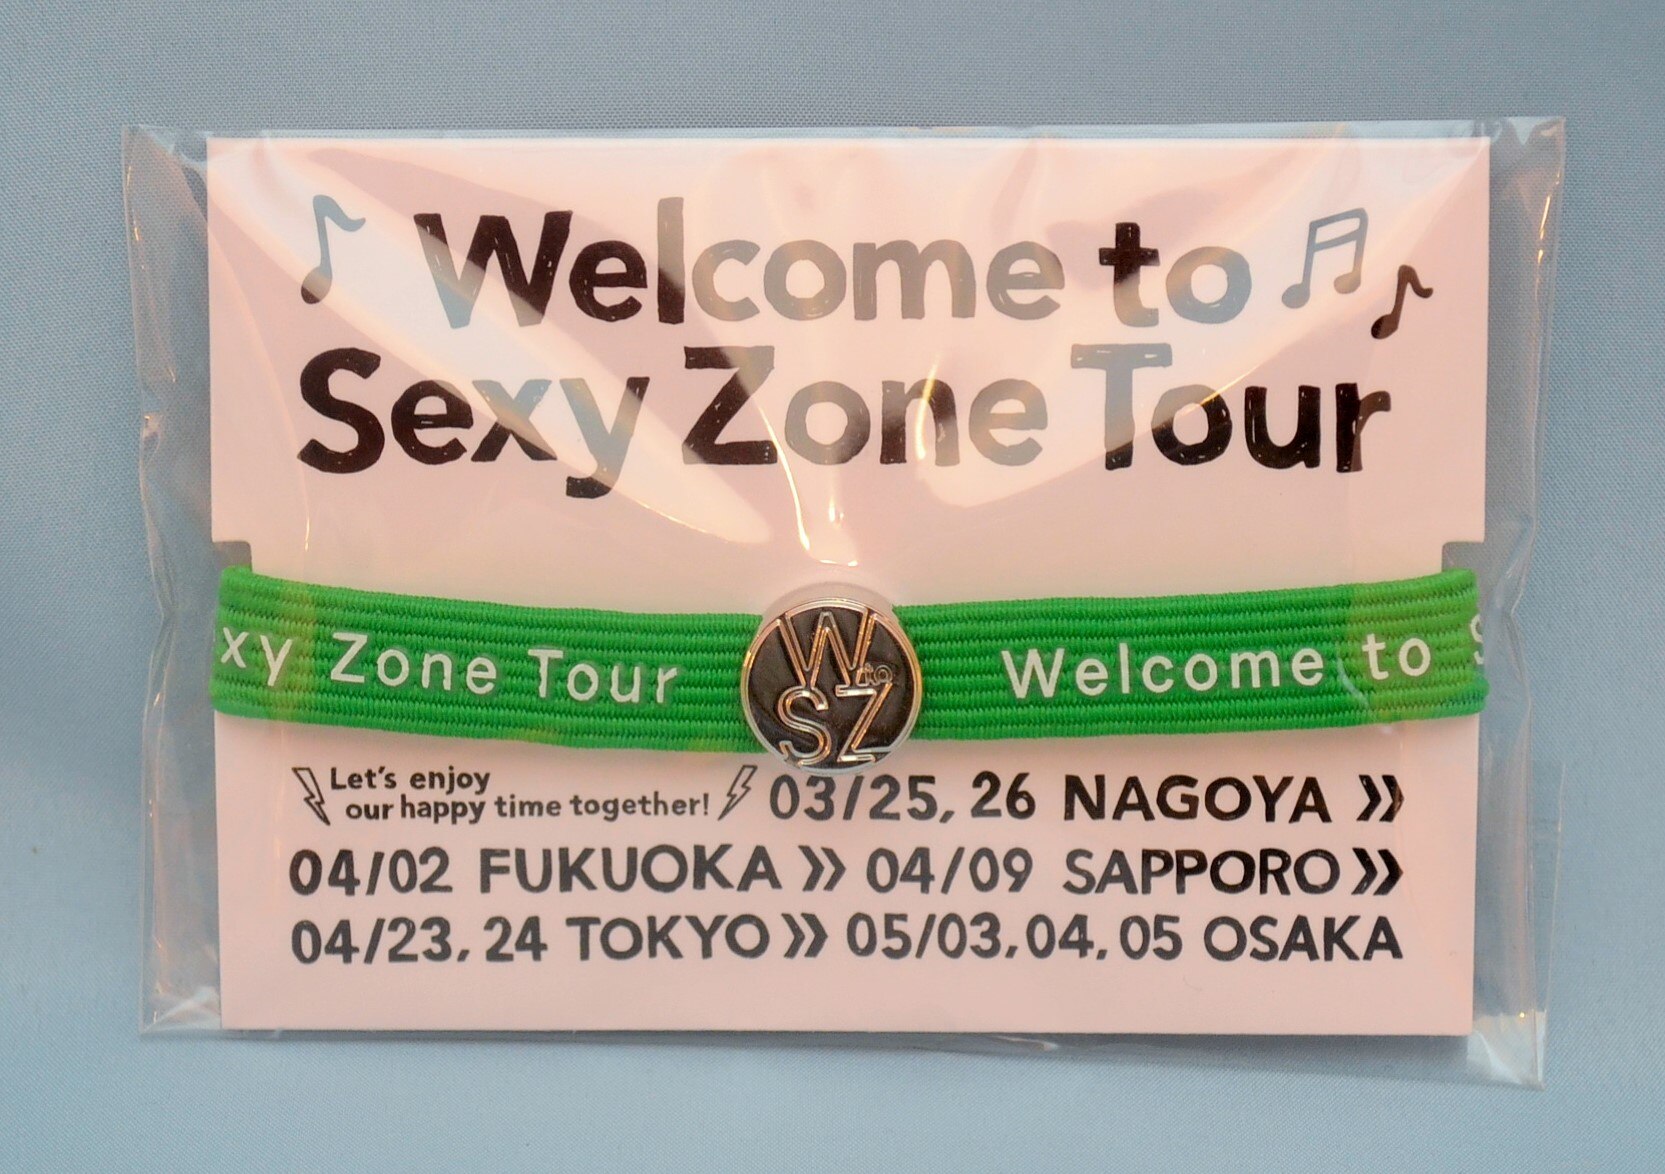 Welcome to
Sexy Zone Tour
xy Zone Tour
W to
SZ
Welcome to S
Let's enjoy
our happy time together!
03/25, 26 NAGOYA »
04/02 FUKUOKA » 04/09 SAPPORO »
04/23, 24 TOKYO » 05/03, 04, 05 OSAKA